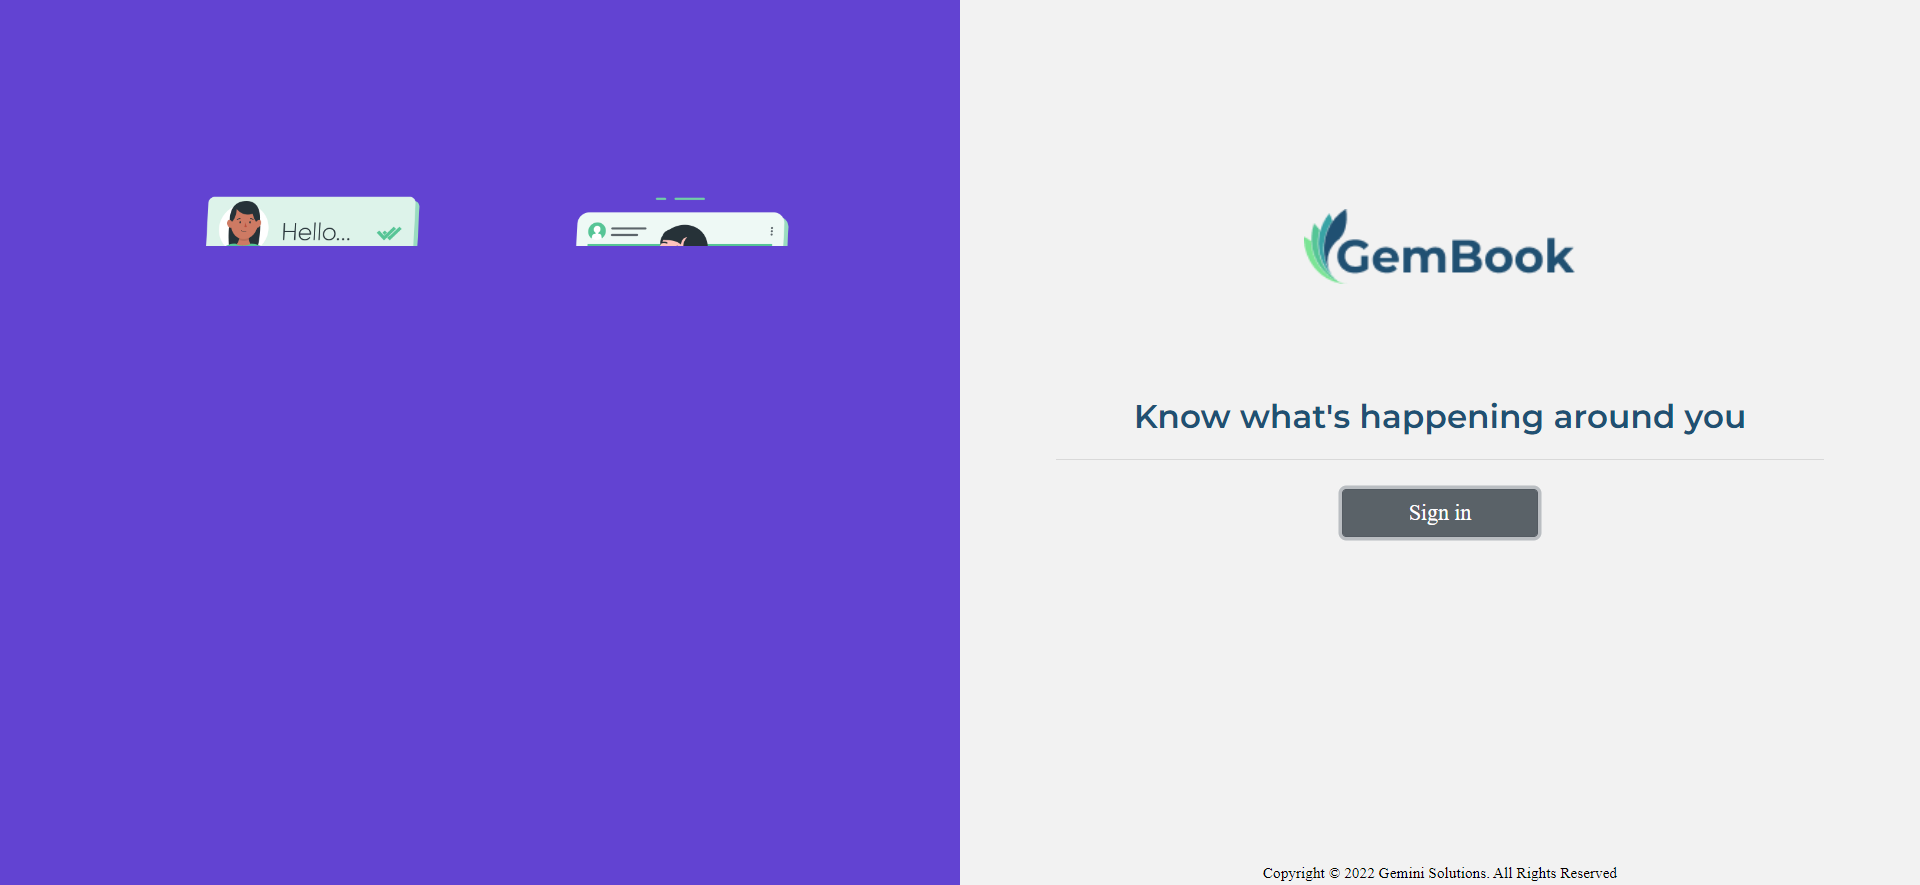 Hello...
GemBook
Know what's happening around you
Sign in
Copyright © 2022 Gemini Solutions. All Rights Reserved